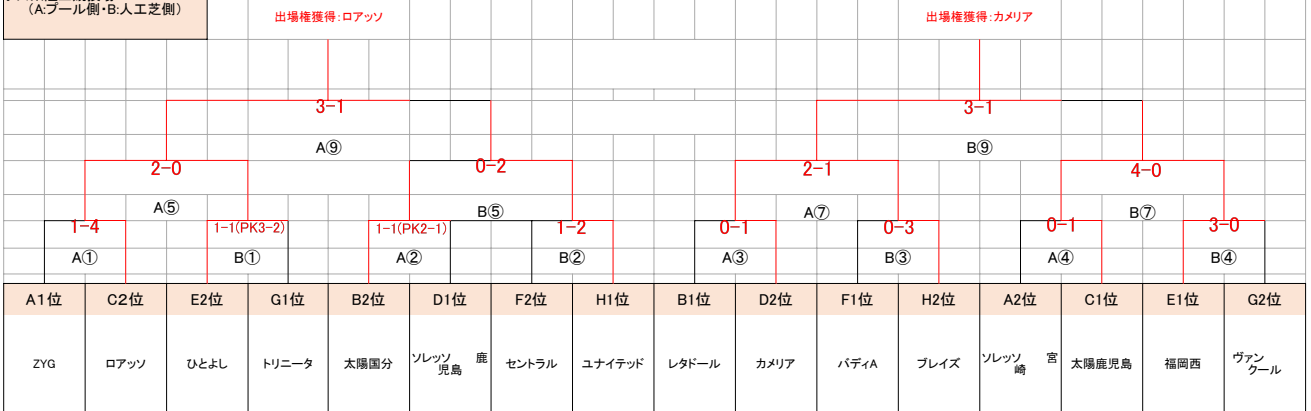 (A:プール側・B:人工芝側)
出場権獲得:ロアッソ 出場権獲得:カメリア
3-1 3-1
A⑨ B⑨
2-0 0-2 2-1 4-0
A⑤ B⑤ A⑦ B⑦
1-4 1-1(PK3-2) 1-1(PK2-1) 1-2 0-1 0-3 0-1 3-0
A① B① A② B② A③ B③ A④ B④
A1位 C2位 E2位 G1位 B2位 D1位 F2位 H1位 B1位 D2位 F1位 H2位 A2位 C1位 E1位 G2位
ZYG ロアッソ ひとよし トリニータ 太陽国分 ソレッソ 鹿児島 セントラル ユナイテッド レタドール カメリア バディA ブレイズ ソレッソ 宮崎 太陽鹿児島 福岡西 ヴァンクール